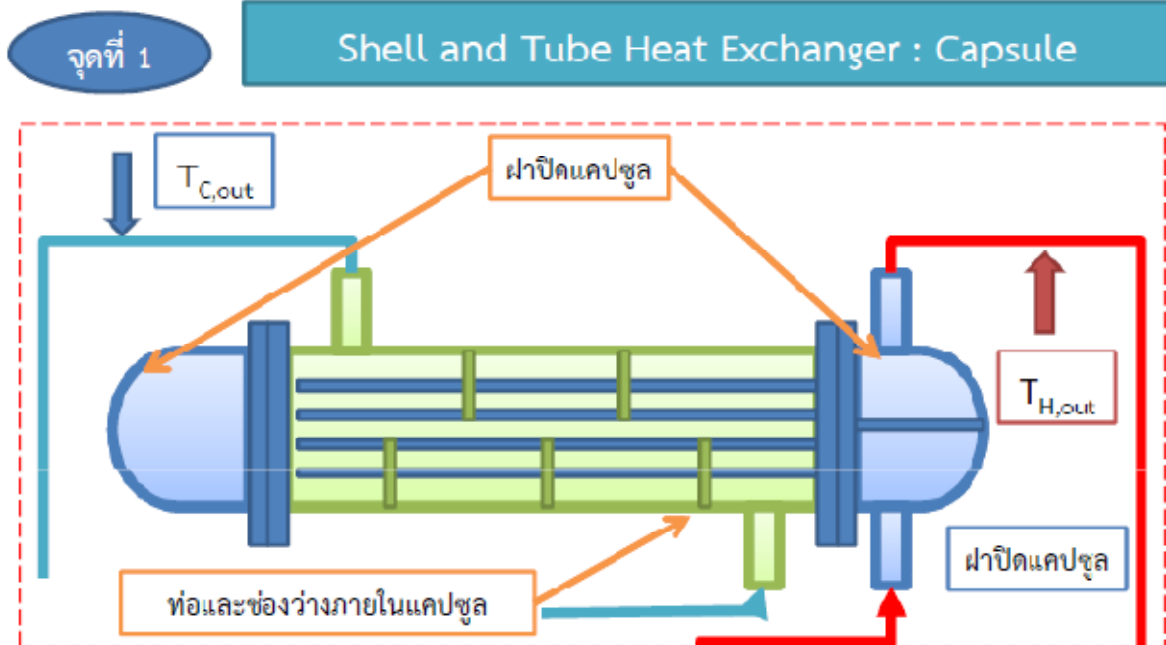 จุดที่ 1
Shell and Tube Heat Exchanger : Capsule
T C,out
ฝาปิดแคปซูล
T H,out
ฝาปิดแคปซูล
ท่อและช่องว่างภายในแคปซูล